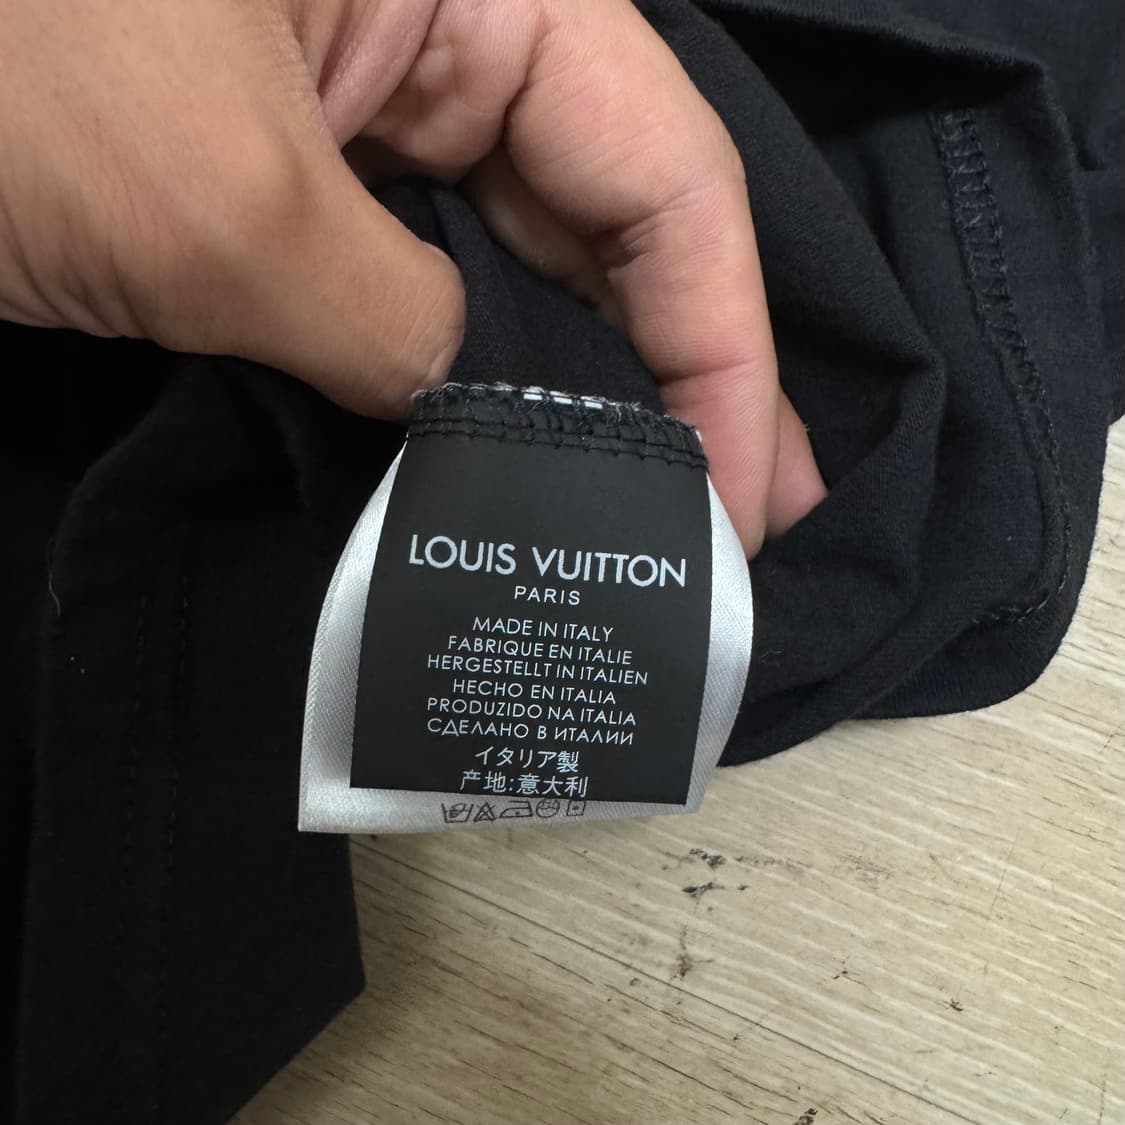 LOUIS VUITTON
PARIS
MADE IN ITALY
FABRIQUE EN ITALIE
HERGESTELLT IN ITALIEN
HECHO EN ITALIA
PRODUZIDO NA ITALIA
СДЕЛАНО В ИТАЛИИ
イタリア製
产地:意大利